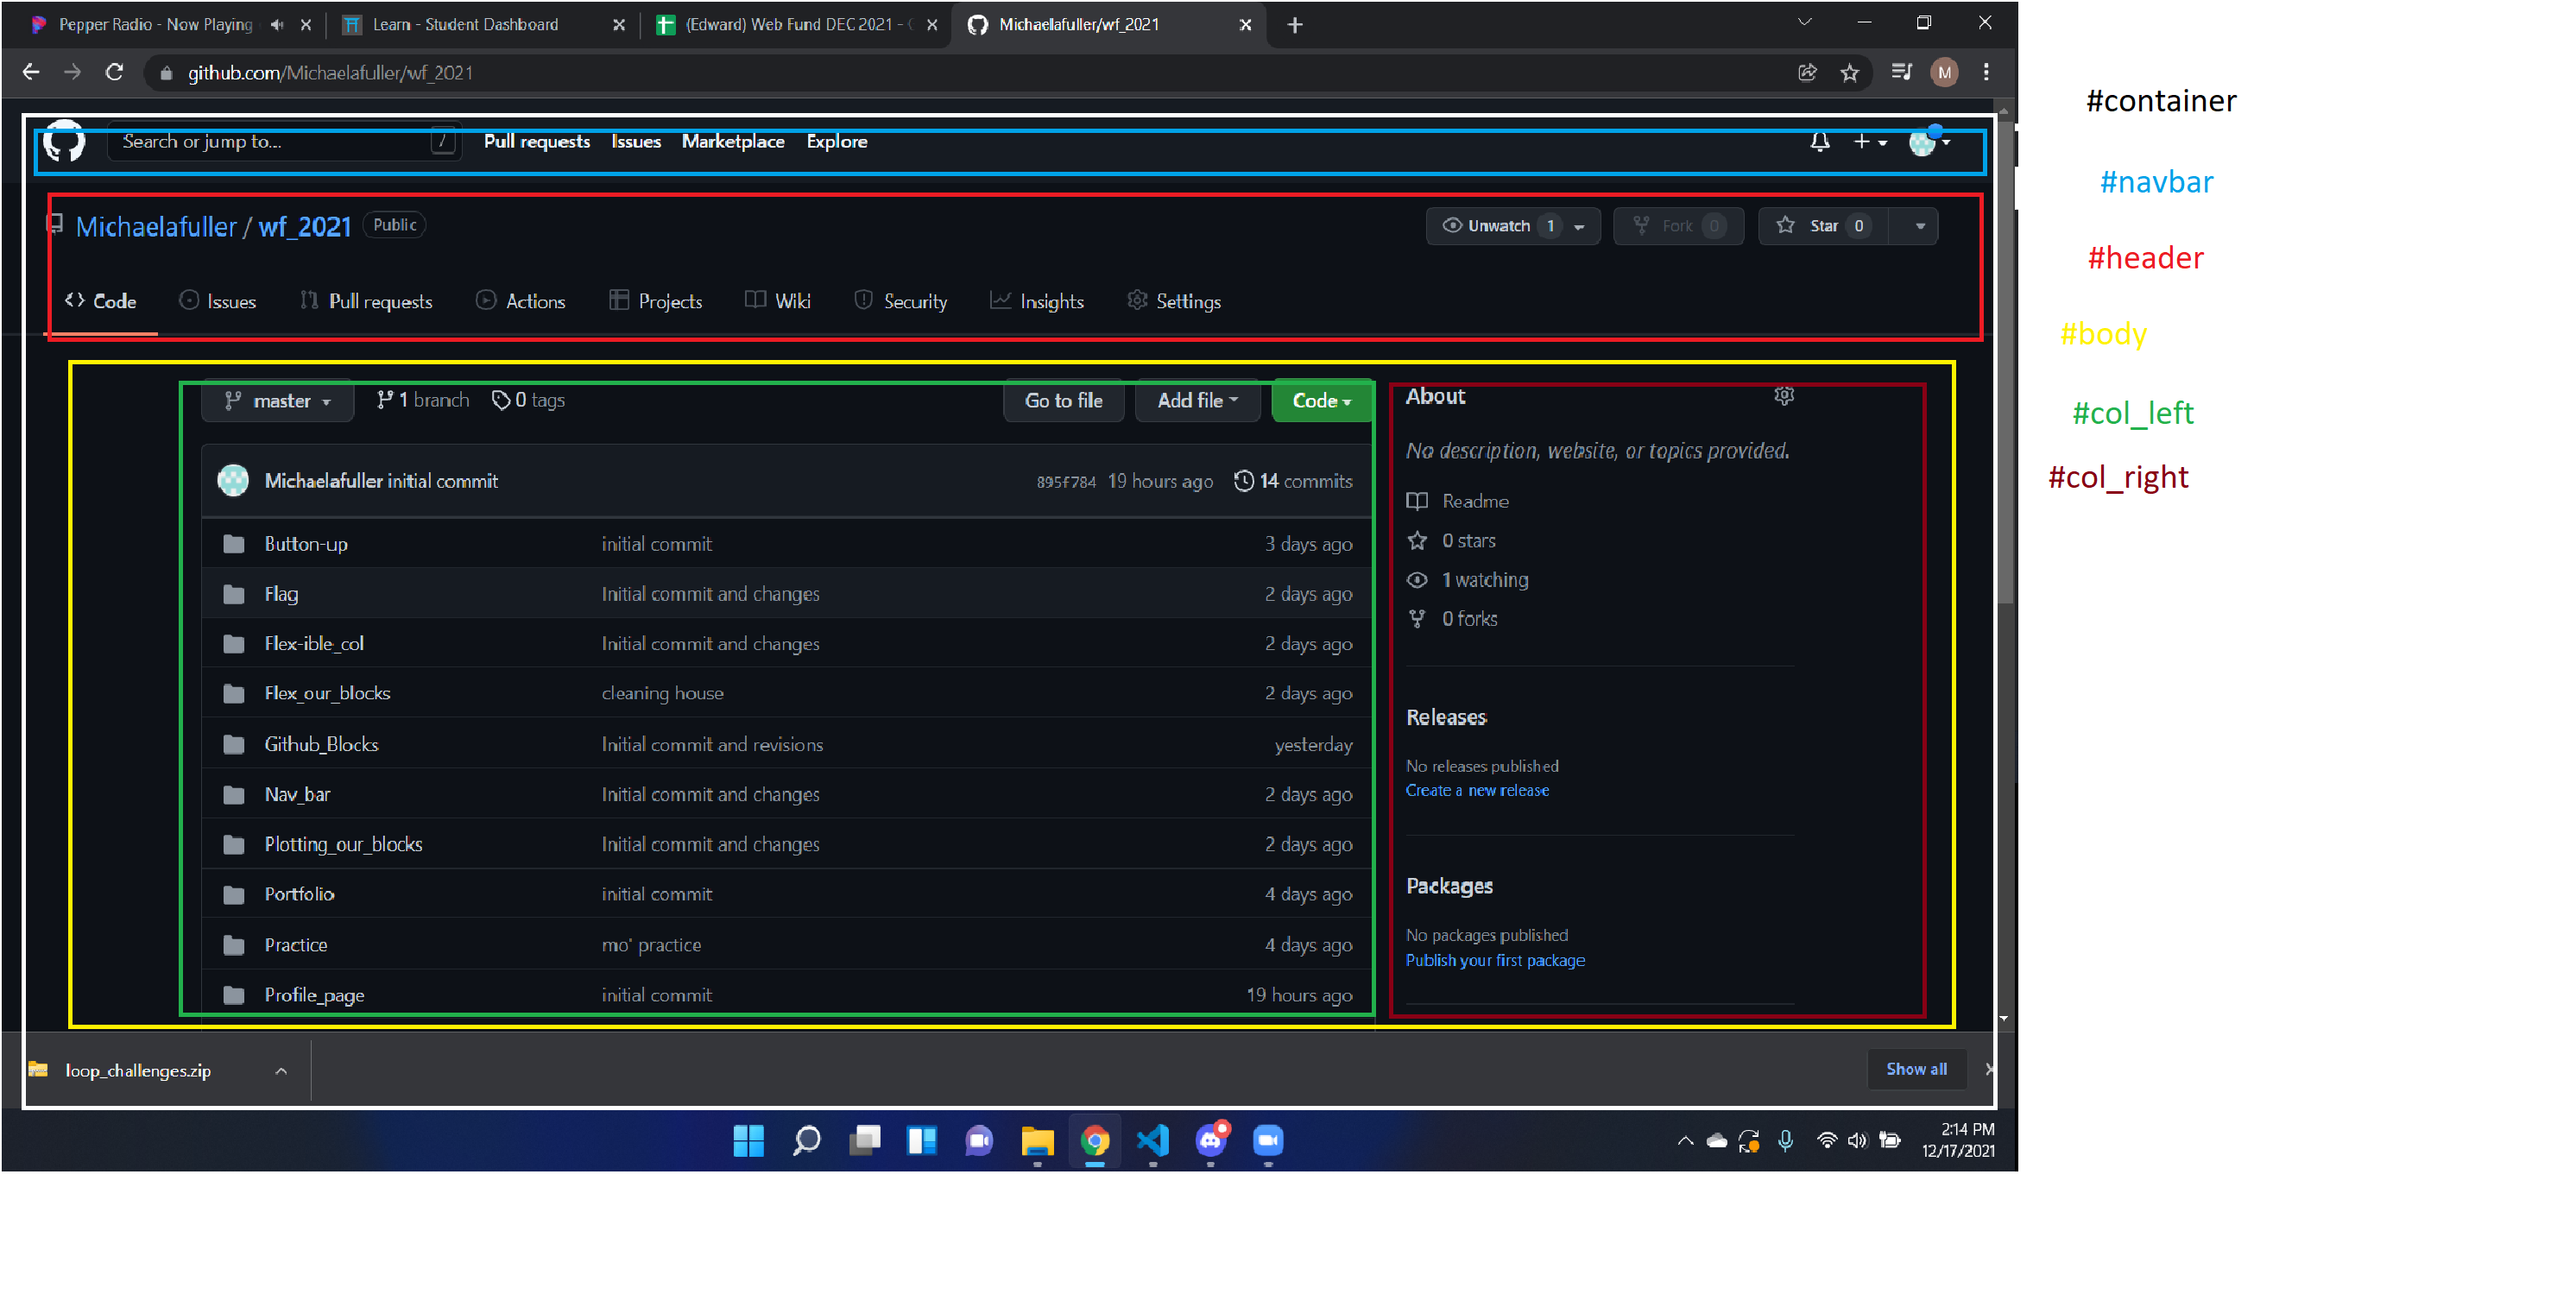 Pepper Radio - Now Playing
Learn - Student Dashboard
(Edward) Web Fund DEC 2021 -
Michaelafuller/wf_2021
github.com/Michaelafuller/wf_2021
M
#container
Search or jump to...
/
Pull requests
Issues
Marketplace
Explore
#navbar
Michaelafuller / wf_2021
Public
Unwatch 1
Fork 0
Star 0
#header
Code
Issues
Pull requests
Actions
Projects
Wiki
Security
Insights
Settings
#body
master
1 branch
0 tags
Go to file
Add file
Code
#col_left
#col_right
Michaelafuller initial commit
895f784 19 hours ago
14 commits
Button-up initial commit 3 days ago
Flag Initial commit and changes 2 days ago
Flex-ible_col Initial commit and changes 2 days ago
Flex_our_blocks cleaning house 2 days ago
Github_Blocks Initial commit and revisions yesterday
Nav_bar Initial commit and changes 2 days ago
Plotting_our_blocks Initial commit and changes 2 days ago
Portfolio initial commit 4 days ago
Practice mo' practice 4 days ago
Profile_page initial commit 19 hours ago
About
No description, website, or topics provided.
Readme
0 stars
1 watching
0 forks
Releases
No releases published
Create a new release
Packages
No packages published
Publish your first package
loop_challenges.zip
Show all
2:14 PM
12/17/2021